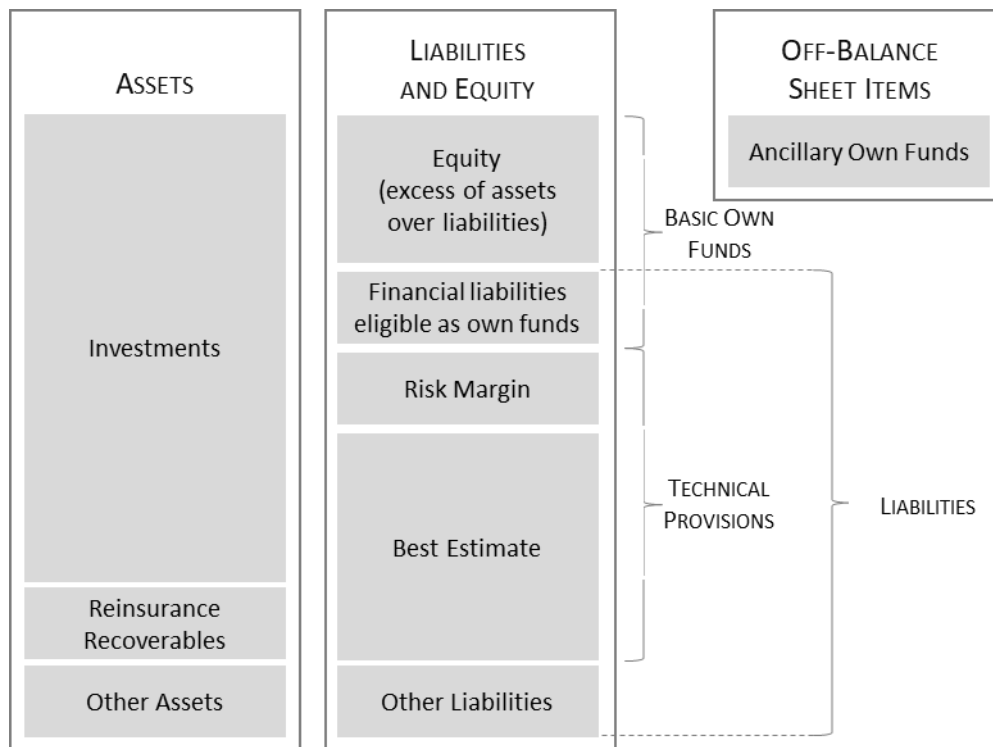 ASSETS
Investments
Reinsurance
Recoverables
Other Assets
LIABILITIES
AND EQUITY
Equity
(excess of assets
over liabilities)
Financial liabilities
eligible as own funds
Risk Margin
Best Estimate
Other Liabilities
BASIC OWN
FUNDS
TECHNICAL
PROVISIONS
LIABILITIES
OFF-BALANCE
SHEET ITEMS
Ancillary Own Funds